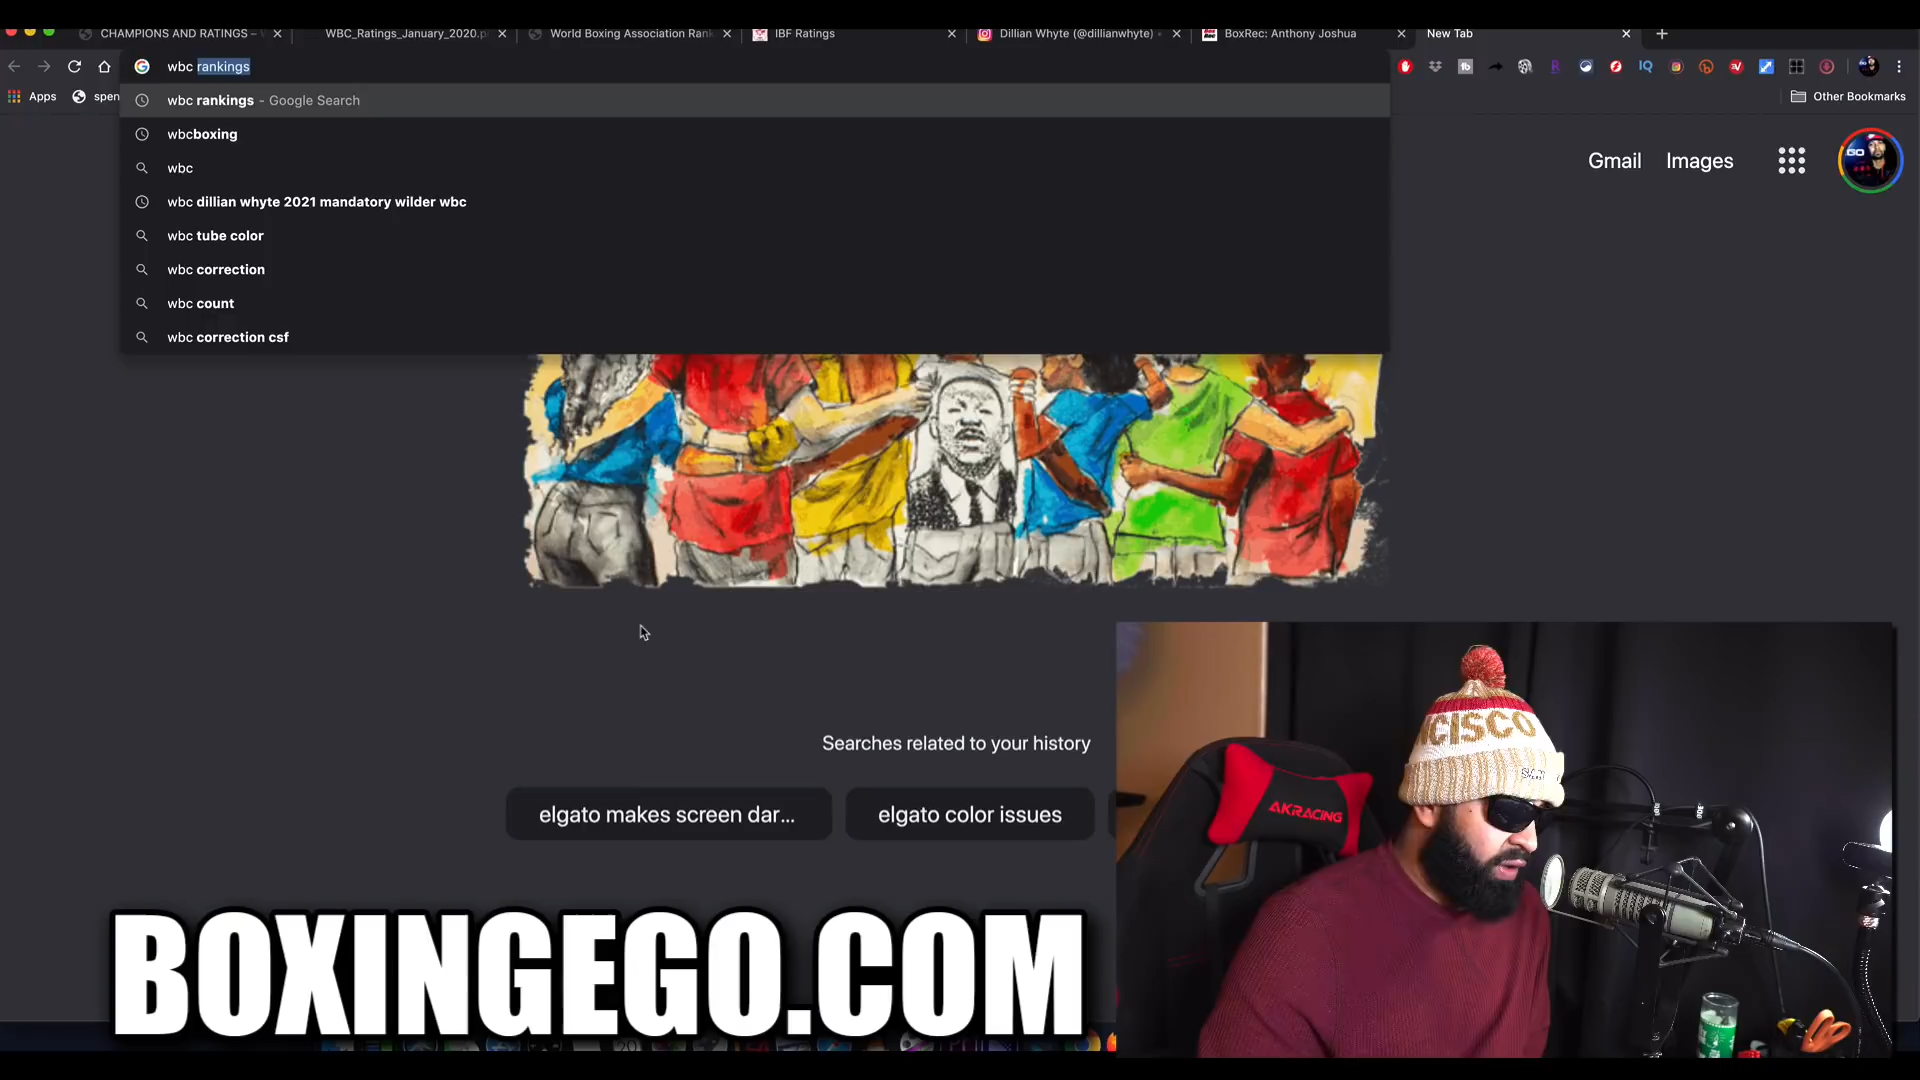 CHAMPIONS AND RATINGS –
WBC_Ratings_January_2020.p
World Boxing Association Rank
IBF Ratings
Dillian Whyte (@dillianwhyte) •
BoxRec: Anthony Joshua
New Tab
wbc rankings
Apps
spen
Other Bookmarks
wbc rankings - Google Search
wbcboxing
wbc
wbc dillian whyte 2021 mandatory wilder wbc
wbc tube color
wbc correction
wbc count
wbc correction csf
Gmail
Images
GO
Searches related to your history
elgato makes screen dar...
elgato color issues
NCISCO
AKRACING
BOXINGEGO.COM